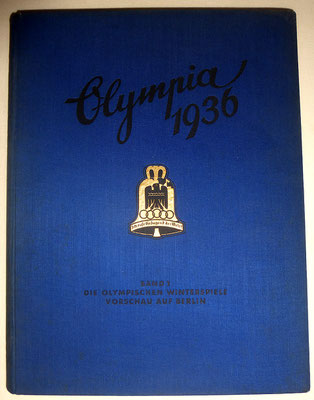 Olympia
1936
BAND I
DIE OLYMPISCHEN WINTERSPIELE
VORSCHAU AUF BERLIN